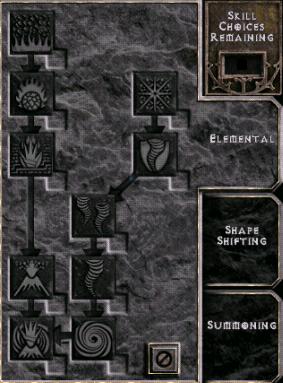 Skill
Choices
Remaining
Elemental
Shape
Shifting
Summoning